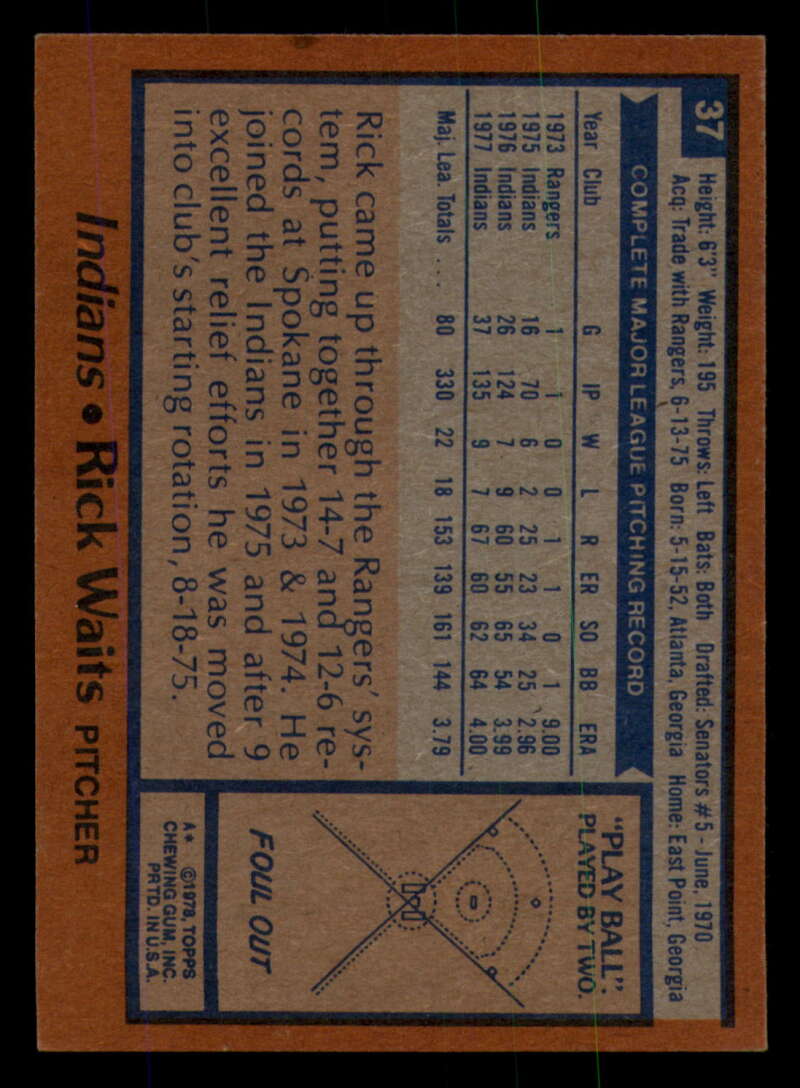 37
Height: 6'3" Weight: 195 Throws: Left Bats: Both Drafted: Senators #5 - June, 1970
Acq: Trade with Rangers, 6-13-75 Born: 5-15-52, Atlanta, Georgia Home: East Point, Georgia
COMPLETE MAJOR LEAGUE PITCHING RECORD
Year Club G IP W L R ER SO BB ERA
1973 Rangers 1 1 0 0 1 1 0 1 9.00
1975 Indians 16 70 6 2 25 23 34 25 2.96
1976 Indians 26 124 7 9 60 55 65 54 3.99
1977 Indians 37 135 9 7 67 60 62 64 4.00
Maj. Lea. Totals ... 80 330 22 18 153 139 161 144 3.79
Rick came up through the Rangers' sys-
tem, putting together 14-7 and 12-6 re-
cords at Spokane in 1973 & 1974. He
joined the Indians in 1975 and after 9
excellent relief efforts he was moved
into club's starting rotation, 8-18-75.
"PLAY BALL":
PLAYED BY TWO.
FOUL OUT
A* ©1978, TOPPS
CHEWING GUM, INC.
PRTD. IN U.S.A.
Indians • Rick Waits PITCHER